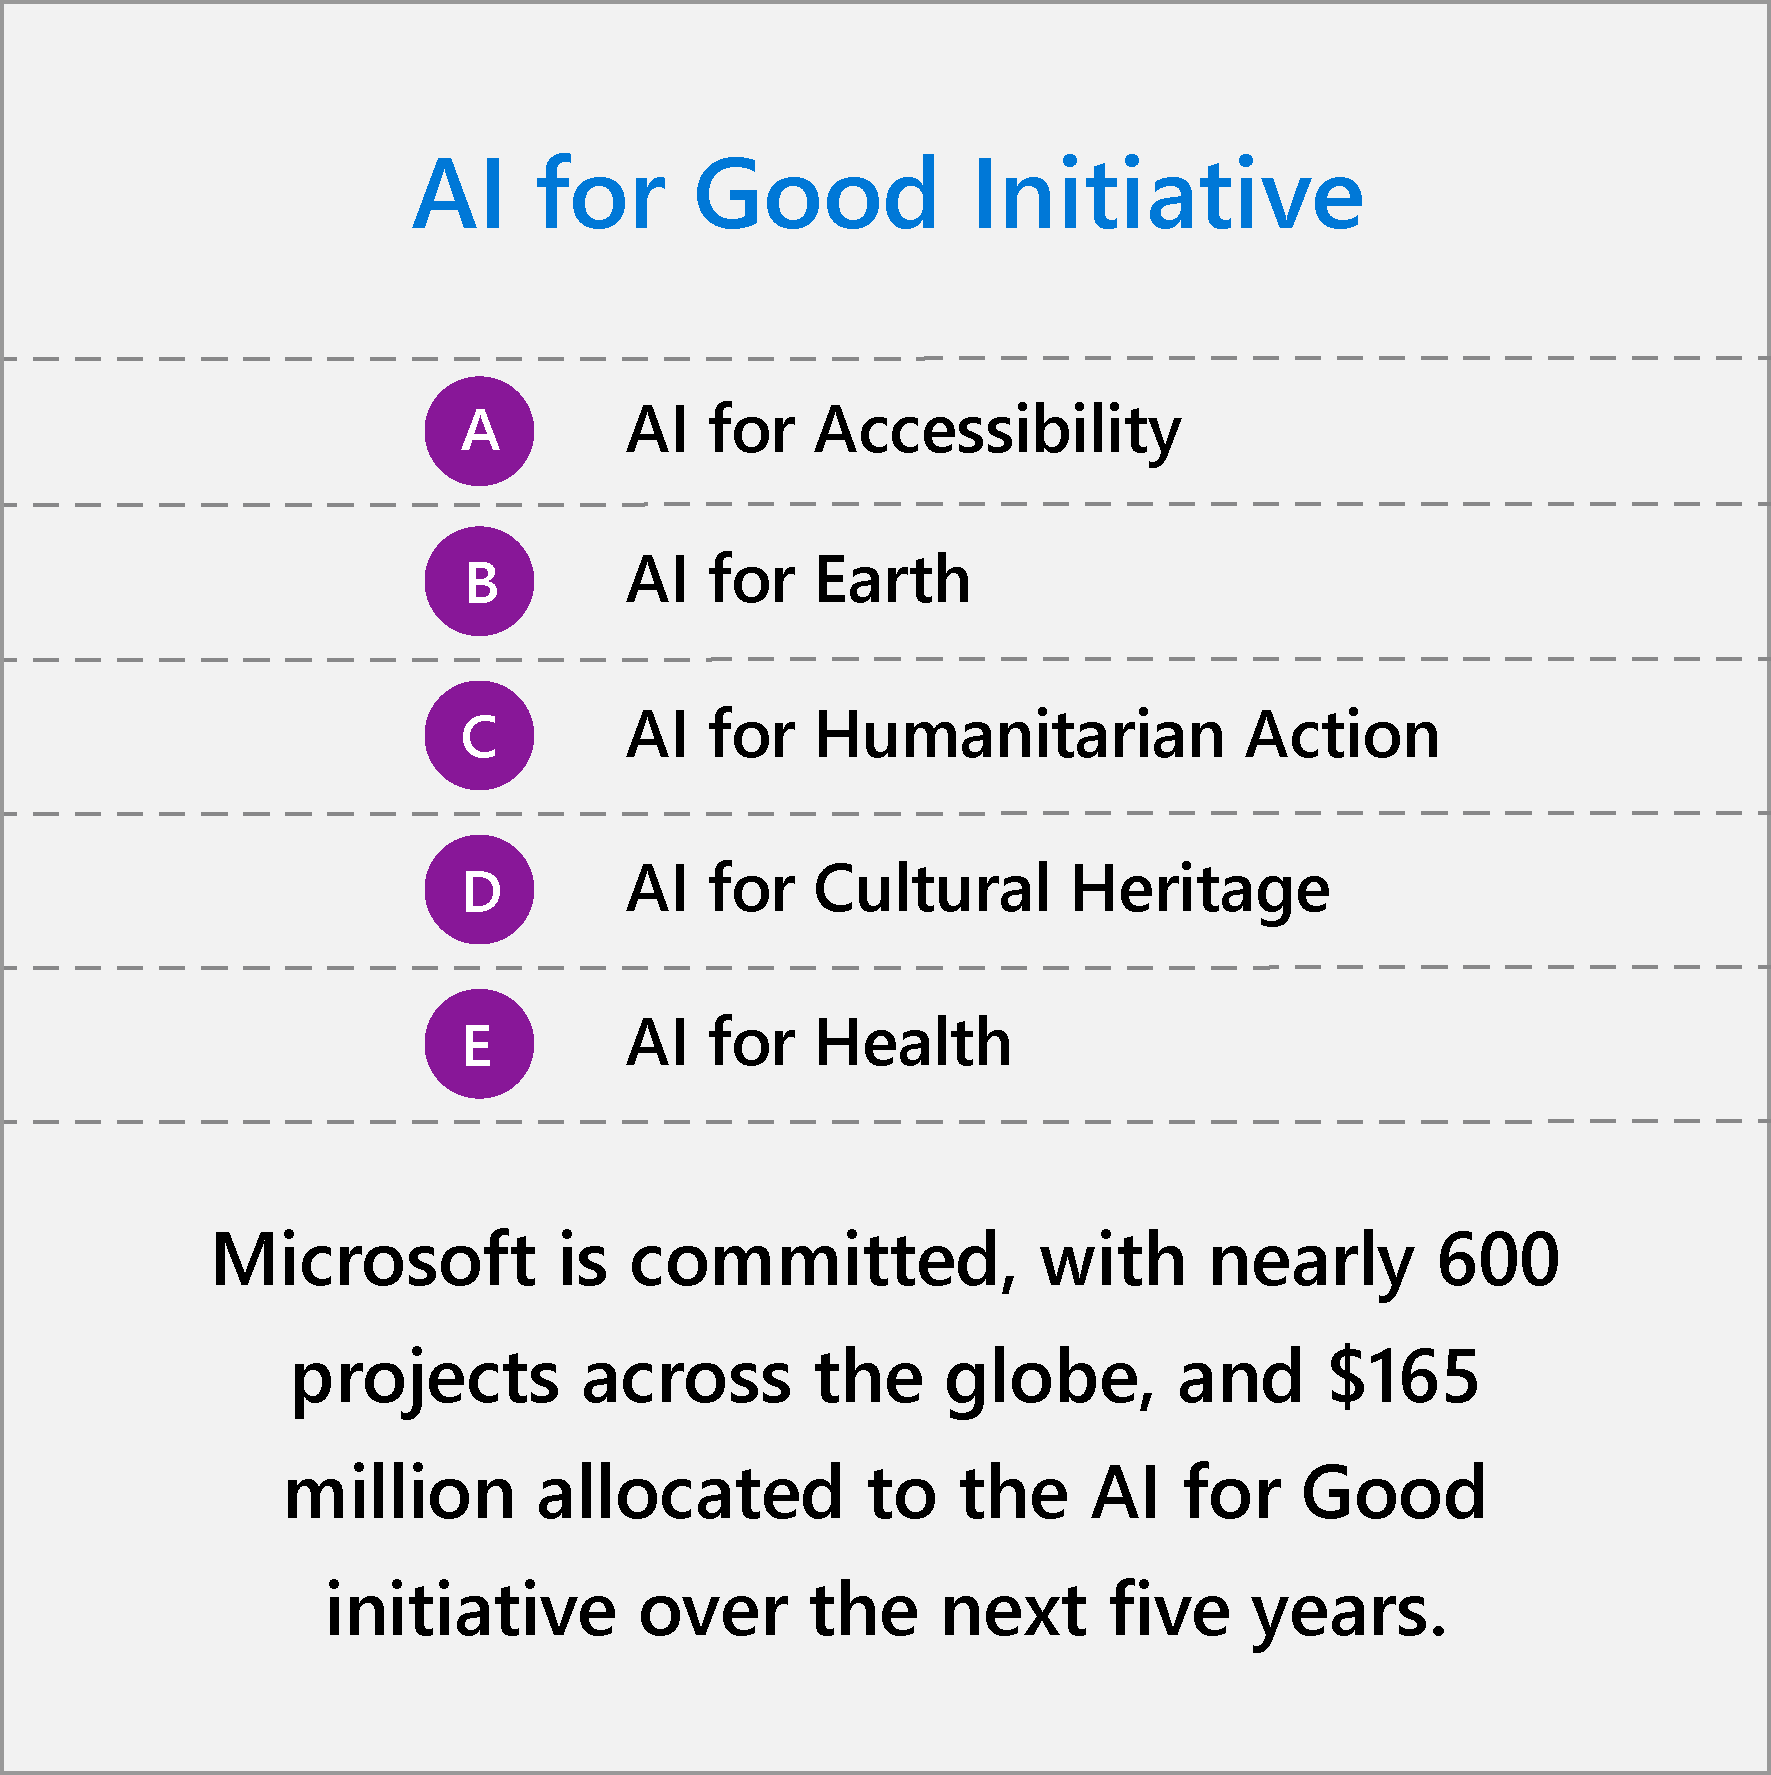 AI for Good Initiative
A AI for Accessibility
B AI for Earth
C AI for Humanitarian Action
D AI for Cultural Heritage
E AI for Health
Microsoft is committed, with nearly 600
projects across the globe, and $165
million allocated to the AI for Good
initiative over the next five years.